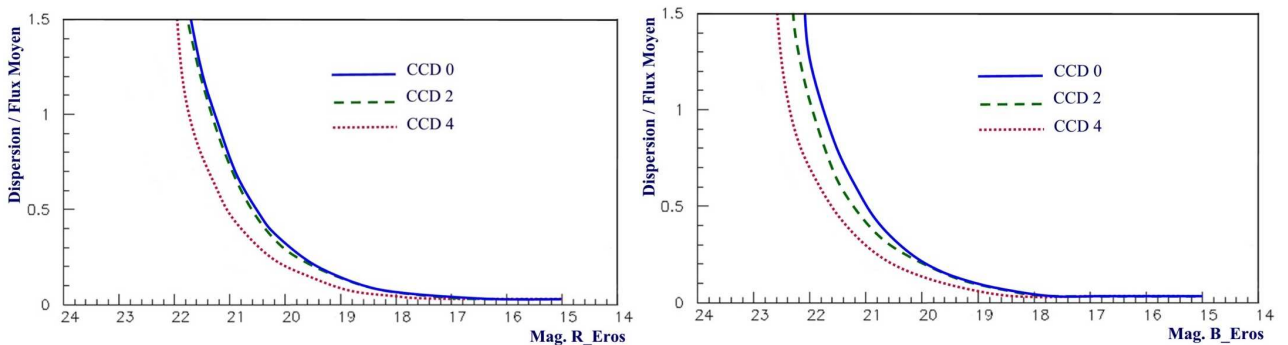 Dispersion / Flux Moyen
1.5
1
0.5
0
CCD 0
CCD 2
CCD 4
24 23 22 21 20 19 18 17 16 15 14
Mag. R_Eros
Dispersion / Flux Moyen
1.5
1
0.5
0
CCD 0
CCD 2
CCD 4
24 23 22 21 20 19 18 17 16 15 14
Mag. B_Eros